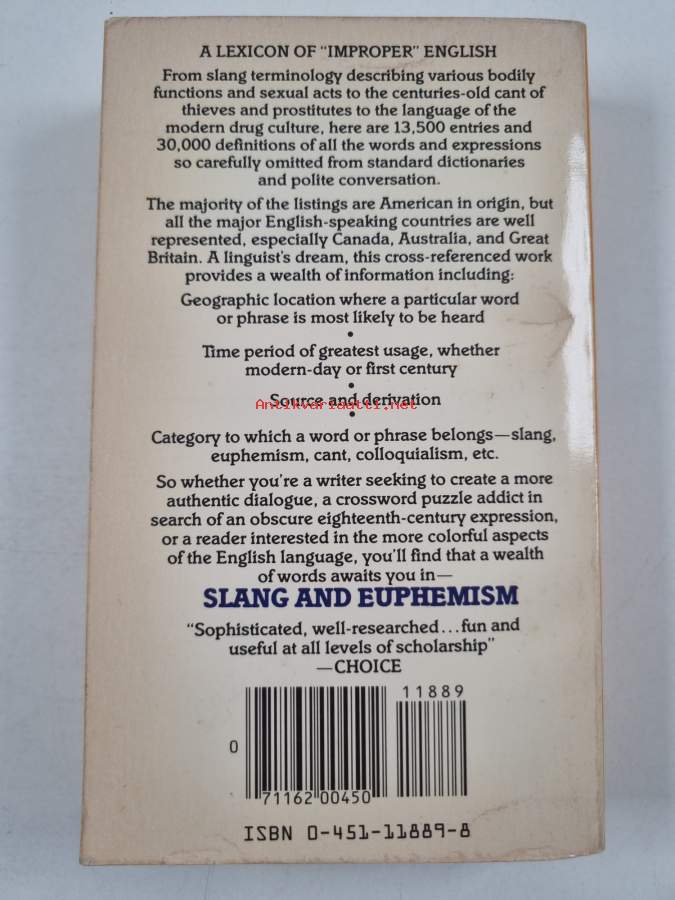 A LEXICON OF "IMPROPER" ENGLISH
From slang terminology describing various bodily
functions and sexual acts to the centuries-old cant of
thieves and prostitutes to the language of the
modern drug culture, here are 13,500 entries and
30,000 definitions of all the words and expressions
so carefully omitted from standard dictionaries
and polite conversation.
The majority of the listings are American in origin, but
all the major English-speaking countries are well
represented, especially Canada, Australia, and Great
Britain. A linguist's dream, this cross-referenced work
provides a wealth of information including:
Geographic location where a particular word
or phrase is most likely to be heard
•
Time period of greatest usage, whether
modern-day or first century
•
Source and derivation
Antikvariaatti.net
•
Category to which a word or phrase belongs—slang,
euphemism, cant, colloquialism, etc.
So whether you're a writer seeking to create a more
authentic dialogue, a crossword puzzle addict in
search of an obscure eighteenth-century expression,
or a reader interested in the more colorful aspects
of the English language, you'll find that a wealth
of words awaits you in—
SLANG AND EUPHEMISM
"Sophisticated, well-researched...fun and
useful at all levels of scholarship"
—CHOICE
11889
0
71162 00450
ISBN 0-451-11889-8